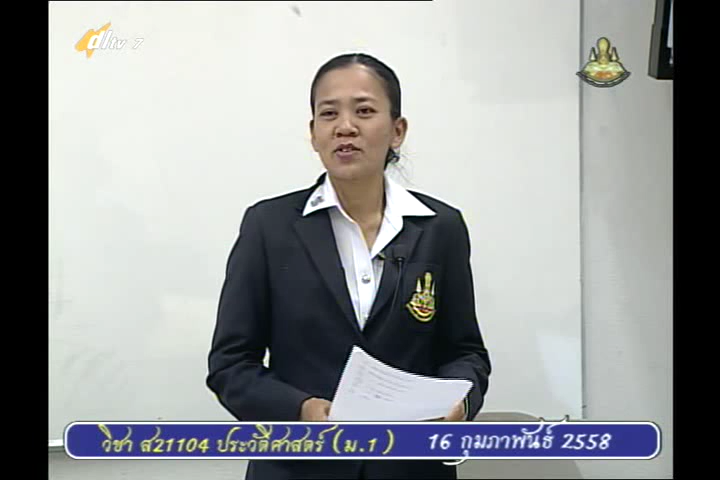 dltv 7
วิชา ส21104 ประวัติศาสตร์ (ม.1) 16 กุมภาพันธ์ 2558